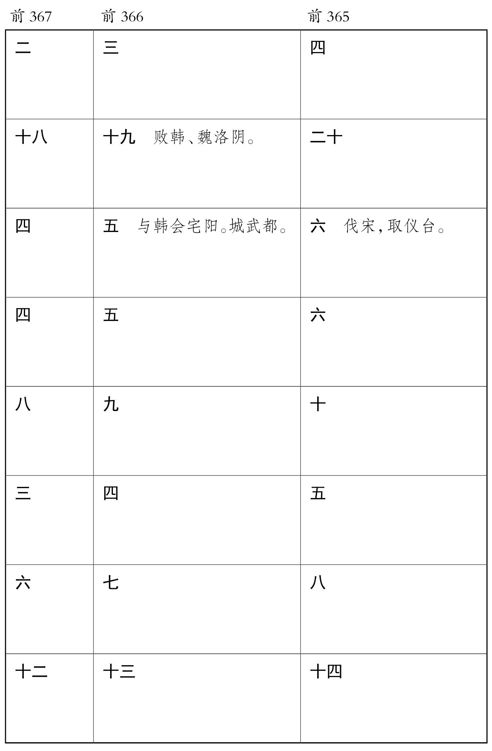 前 367 前 366 前 365
二 三 四
十八 十九 败韩、魏洛阴。 二十
四 五 与韩会宅阳。城武都。 六 伐宋，取仪台。
四 五 六
八 九 十
三 四 五
六 七 八
十二 十三 十四